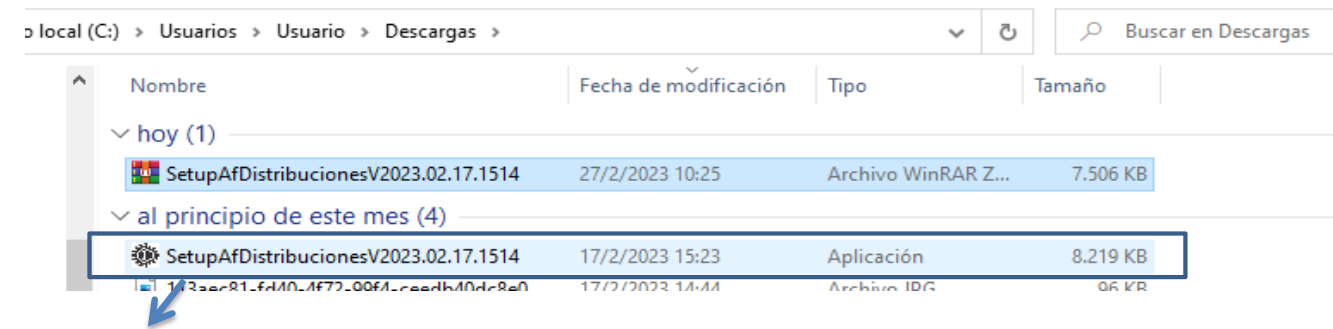 o local (C:) > Usuarios > Usuario > Descargas >
Buscar en Descargas
Nombre Fecha de modificación Tipo Tamaño
hoy (1)
SetupAfDistribucionesV2023.02.17.1514 27/2/2023 10:25 Archivo WinRAR Z... 7.506 KB
al principio de este mes (4)
SetupAfDistribucionesV2023.02.17.1514 17/2/2023 15:23 Aplicación 8.219 KB
17/2/2023 14:44 Archivo JPG 96 KB